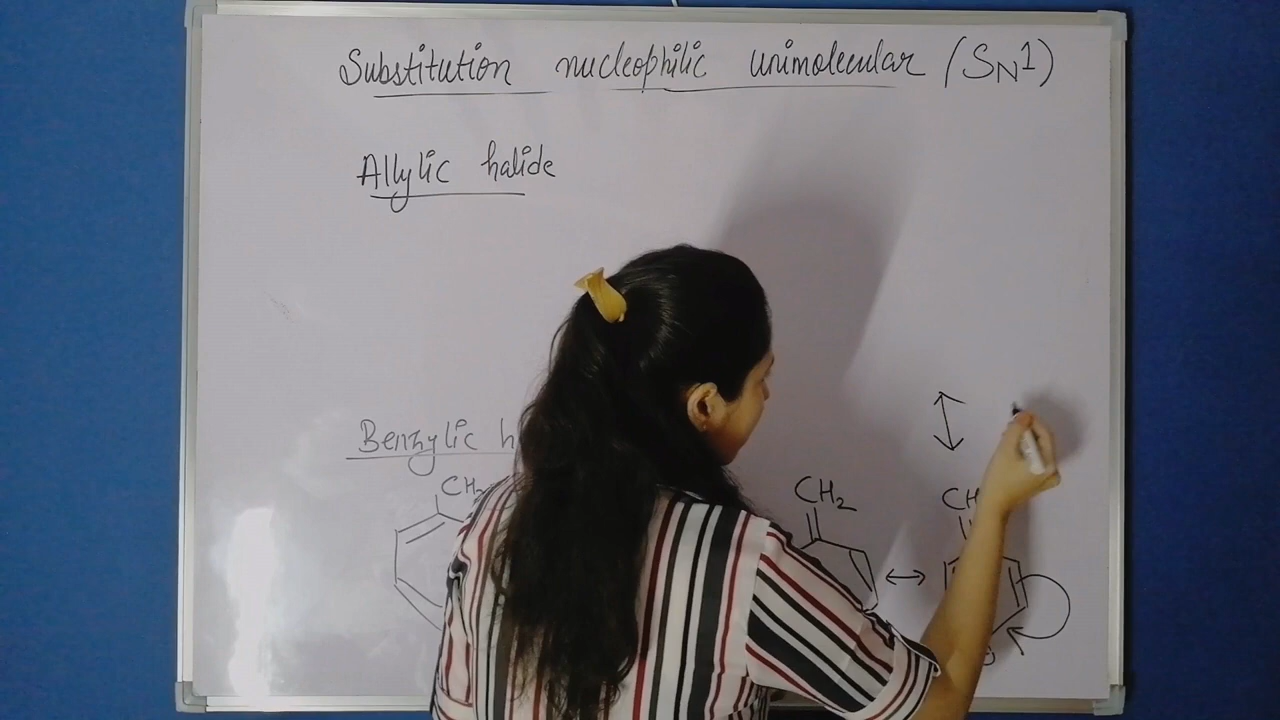 Substitution nucleophilic unimolecular (SN1)
Allylic halide
Benzylic
CH2 CH2